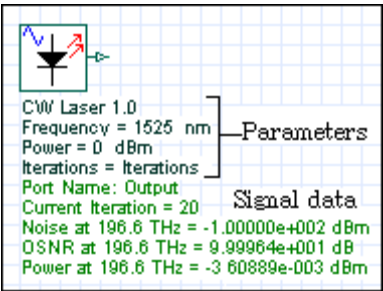 CW Laser 1.0
Frequency = 1525 nm
Power = 0 dBm
Iterations = Iterations
Parameters
Port Name: Output
Current Iteration = 20
Signal data
Noise at 196.6 THz = -1.00000e+002 dBm
OSNR at 196.6 THz = 9.99964e+001 dB
Power at 196.6 THz = -3 60889e-003 dBm